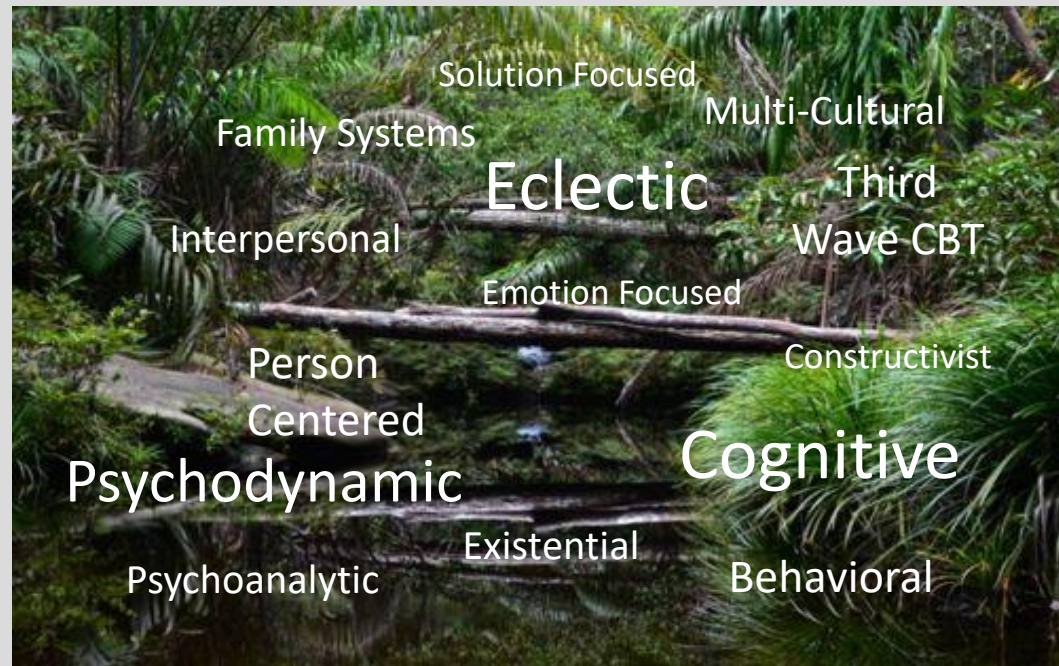 Solution Focused
Multi-Cultural
Family Systems
Eclectic
Third
Wave CBT
Interpersonal
Emotion Focused
Constructivist
Person
Centered
Cognitive
Psychodynamic
Existential
Psychoanalytic
Behavioral